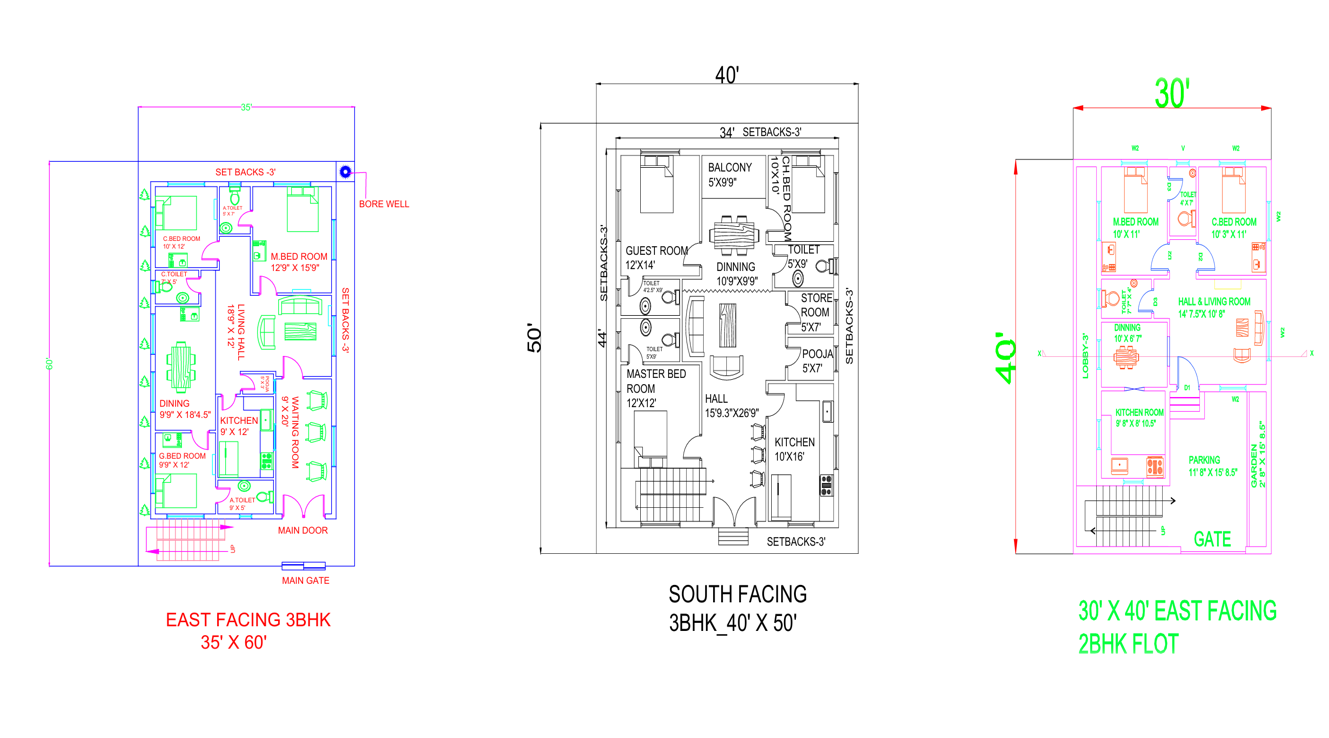 35'
SET BACKS -3'
BORE WELL
A.TOILET
5' X 7'
C.BED ROOM
10' X 12'
M.BED ROOM
12'9" X 15'9"
C.TOILET
7' X 5'
60'
LIVING HALL
18'9" X 12'
SET BACKS -3'
DINING
9'9" X 18'4.5"
POOJA
KITCHEN
9' X 12'
WAITING ROOM
9' X 20'
G.BED ROOM
9'9" X 12'
A.TOILET
9' X 5'
MAIN DOOR
UP
MAIN GATE
EAST FACING 3BHK
35' X 60'
40'
34' SETBACKS-3'
BALCONY
5'X9'9"
CH.BED ROOM
10'X10'
GUEST ROOM
12'X14'
DINNING
10'9"X9'9"
TOILET
5'X9'
SETBACKS-3'
TOILET
4'2.5" X9'
STORE
ROOM
5'X7'
50'
44'
SETBACKS-3'
TOILET
5'X9'
POOJA
5'X7'
MASTER BED
ROOM
12'X12'
HALL
15'9.3"X26'9"
KITCHEN
10'X16'
SETBACKS-3'
SOUTH FACING
3BHK_40' X 50'
30'
W2
V
W2
D3
TOILET
4' X 7'
M.BED ROOM
10' X 11'
C.BED ROOM
10' 3" X 11'
W2
D2
D2
TOILET
D3
HALL & LIVING ROOM
14' 7.5"X 10' 6"
DINNING
10' X 6' 7"
W2
40'
LOBBY-3'
X'
X
D1
W2
KITCHEN ROOM
9' 8" X 8' 10.5"
PARKING
11' 8" X 15' 8.5"
GARDEN
2' 8" X 15' 8.5"
UP
GATE
30' X 40' EAST FACING
2BHK FLOT